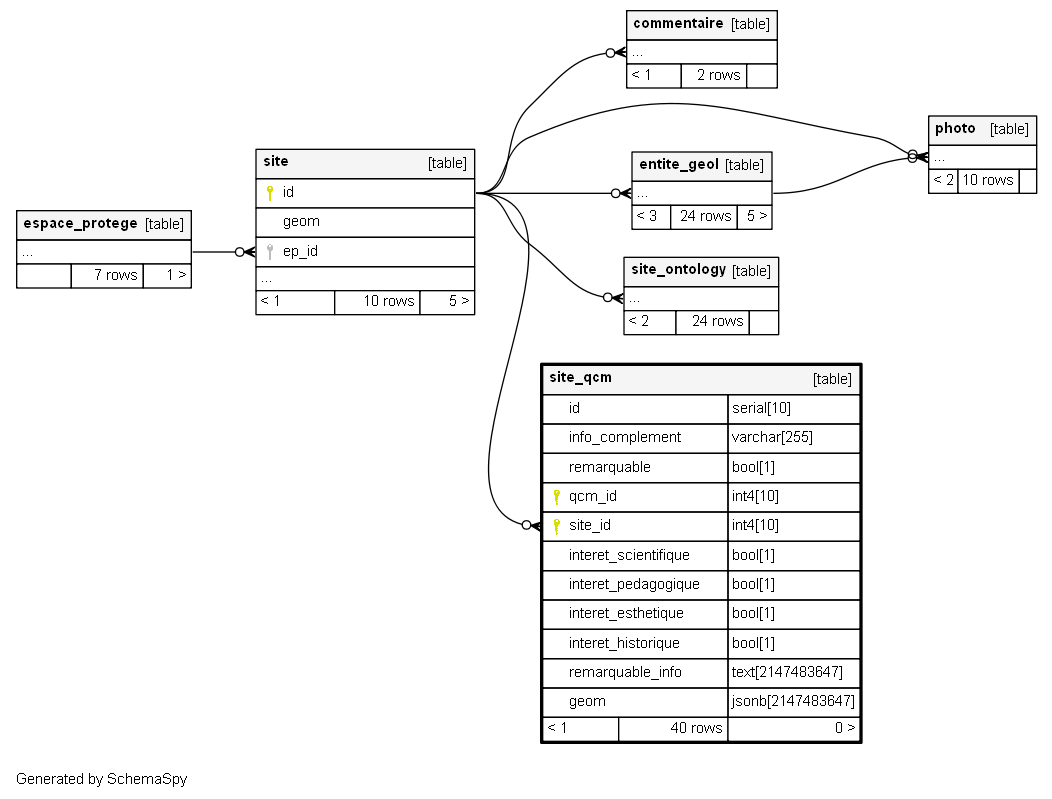 commentaire [table]
...
< 1 2 rows
photo [table]
...
< 2 10 rows
site [table]
id
geom
ep_id
...
< 1 10 rows 5 >
entite_geol [table]
...
< 3 24 rows 5 >
espace_protege [table]
...
7 rows 1 >
site_ontology [table]
...
< 2 24 rows
site_qcm [table]
id serial[10]
info_complement varchar[255]
remarquable bool[1]
qcm_id int4[10]
site_id int4[10]
interet_scientifique bool[1]
interet_pedagogique bool[1]
interet_esthetique bool[1]
interet_historique bool[1]
remarquable_info text[2147483647]
geom jsonb[2147483647]
< 1 40 rows 0 >
Generated by SchemaSpy